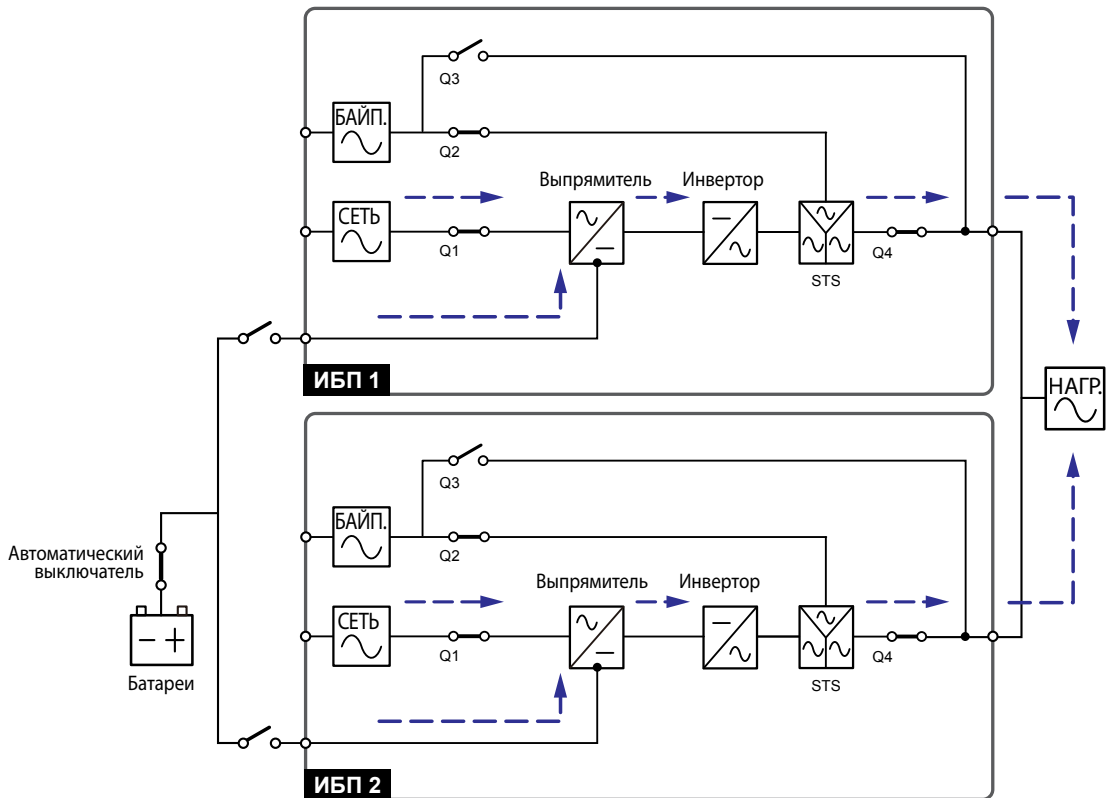 Q3
БАЙП.
Q2
Выпрямитель
Инвертор
СЕТЬ
Q1
STS
Q4
ИБП 1
НАГР.
Q3
БАЙП.
Q2
Автоматический
выключатель
Выпрямитель
Инвертор
СЕТЬ
Q1
STS
Q4
Батареи
ИБП 2